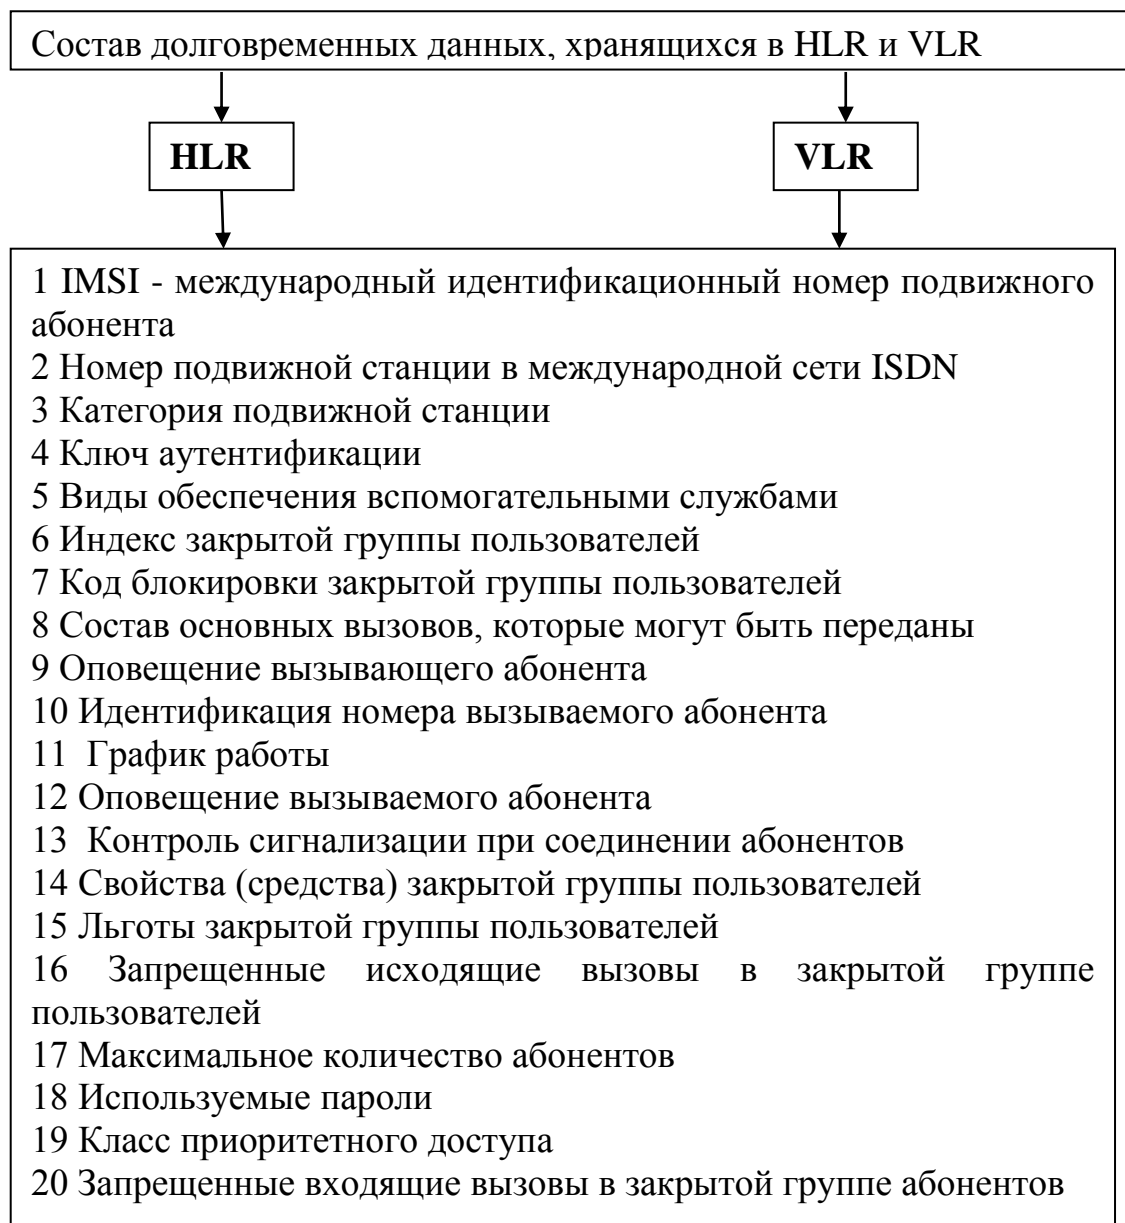 Состав долговременных данных, хранящихся в HLR и VLR
HLR
VLR
1 IMSI - международный идентификационный номер подвижного
абонента
2 Номер подвижной станции в международной сети ISDN
3 Категория подвижной станции
4 Ключ аутентификации
5 Виды обеспечения вспомогательными службами
6 Индекс закрытой группы пользователей
7 Код блокировки закрытой группы пользователей
8 Состав основных вызовов, которые могут быть переданы
9 Оповещение вызывающего абонента
10 Идентификация номера вызываемого абонента
11 График работы
12 Оповещение вызываемого абонента
13 Контроль сигнализации при соединении абонентов
14 Свойства (средства) закрытой группы пользователей
15 Льготы закрытой группы пользователей
16 Запрещенные исходящие вызовы в закрытой группе
пользователей
17 Максимальное количество абонентов
18 Используемые пароли
19 Класс приоритетного доступа
20 Запрещенные входящие вызовы в закрытой группе абонентов